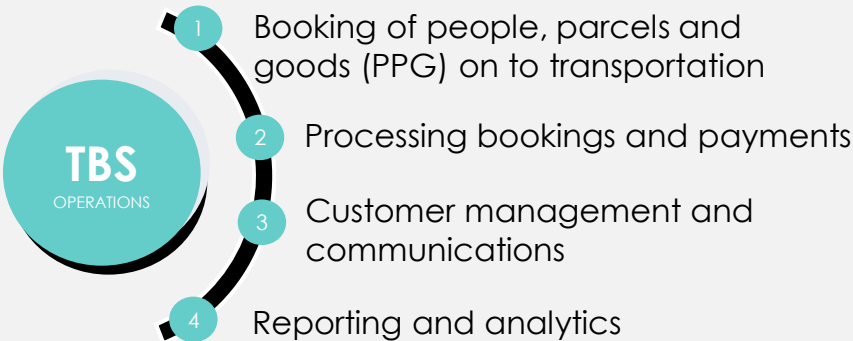 TBS
OPERATIONS
1
Booking of people, parcels and
goods (PPG) on to transportation
2
Processing bookings and payments
3
Customer management and
communications
4
Reporting and analytics